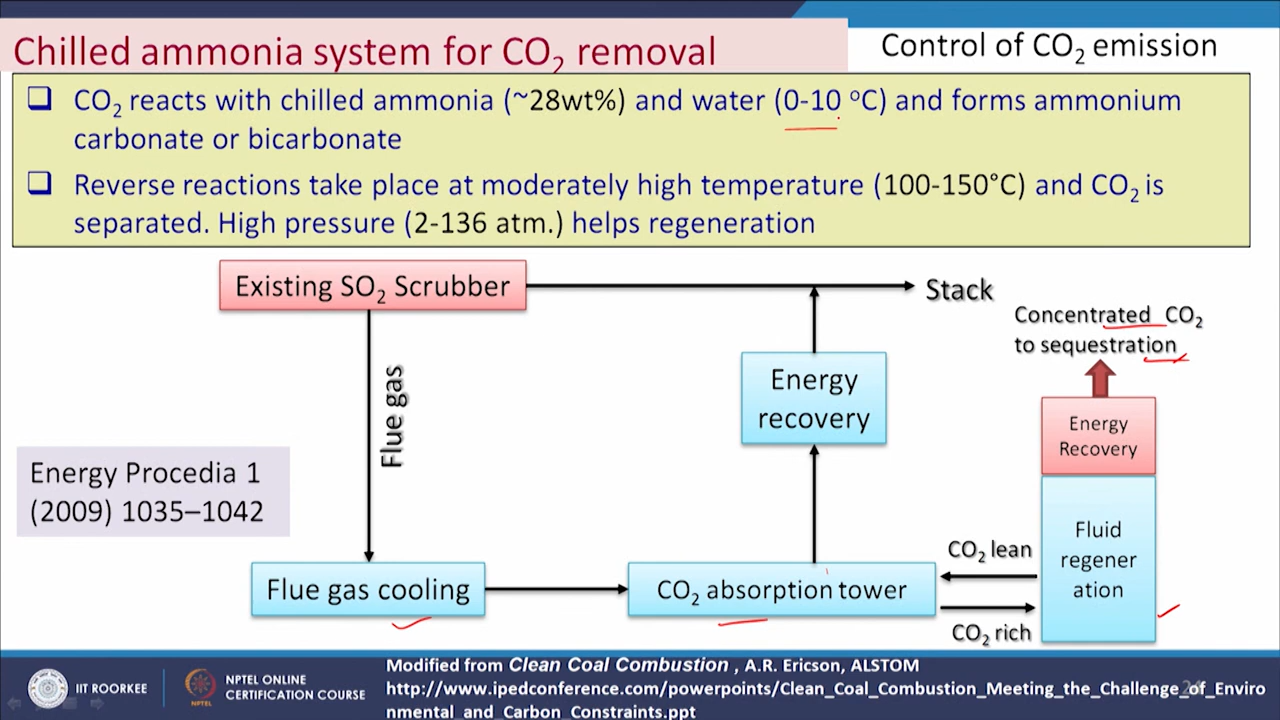 Chilled ammonia system for CO₂ removal
Control of CO₂ emission
❑ CO₂ reacts with chilled ammonia (~28wt%) and water (0-10 ºC) and forms ammonium
carbonate or bicarbonate
❑ Reverse reactions take place at moderately high temperature (100-150°C) and CO₂ is
separated. High pressure (2-136 atm.) helps regeneration
Existing SO₂ Scrubber
Stack
Concentrated CO₂
to sequestration
Flue gas
Energy
recovery
Energy
Recovery
Energy Procedia 1
(2009) 1035–1042
Fluid
regener
ation
CO₂ lean
Flue gas cooling
CO₂ absorption tower
CO₂ rich
IIT ROORKEE
NPTEL
NPTEL ONLINE
CERTIFICATION COURSE
Modified from Clean Coal Combustion , A.R. Ericson, ALSTOM
http://www.ipedconference.com/powerpoints/Clean_Coal_Combustion_Meeting_the_Challenge_of_Enviro
nmental_and_Carbon_Constraints.ppt